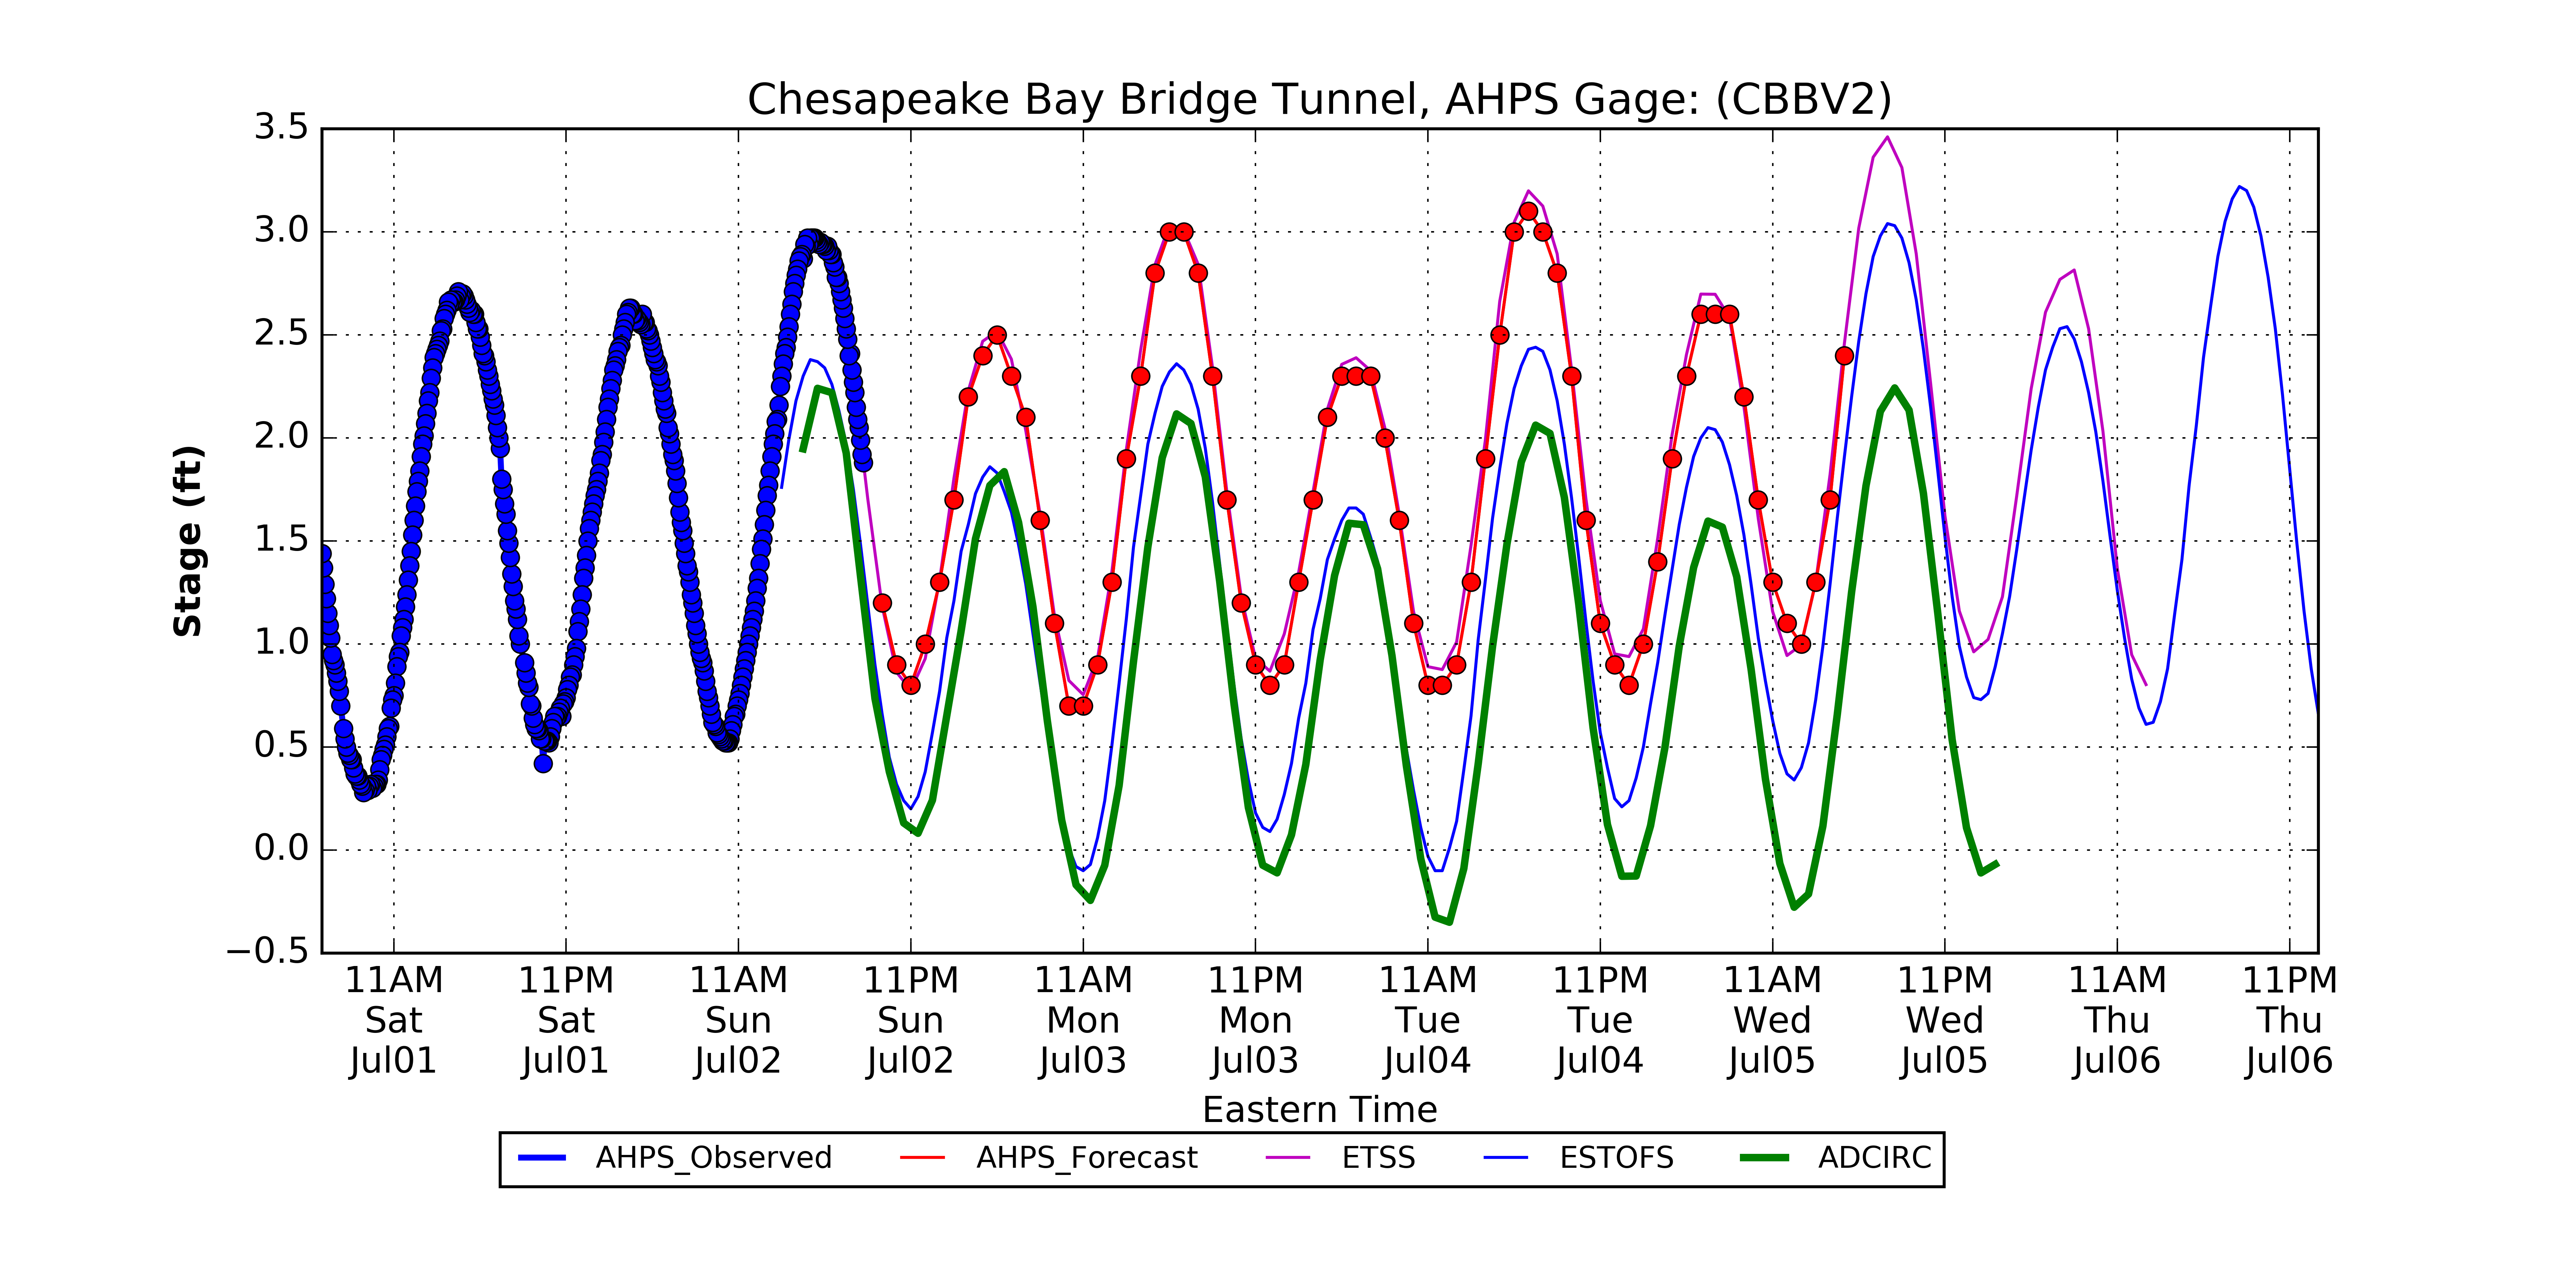 Chesapeake Bay Bridge Tunnel, AHPS Gage: (CBBV2)
3.5
3.0
2.5
2.0
1.5
1.0
0.5
0.0
−0.5
Stage (ft)
11AM 11PM 11AM 11PM 11AM 11PM 11AM 11PM 11AM 11PM 11AM 11PM
Sat Sat Sun Sun Mon Mon Tue Tue Wed Wed Thu Thu
Jul01 Jul01 Jul02 Jul02 Jul03 Jul03 Jul04 Jul04 Jul05 Jul05 Jul06 Jul06
Eastern Time
AHPS_Observed AHPS_Forecast ETSS ESTOFS ADCIRC